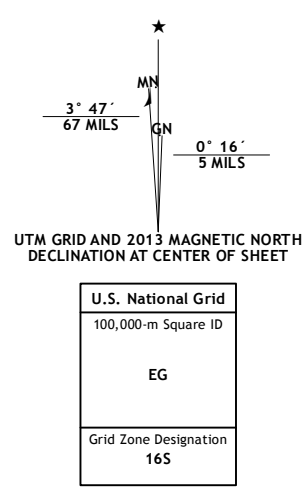 MN
3° 47´
67 MILS
GN
0° 16´
5 MILS
UTM GRID AND 2013 MAGNETIC NORTH
DECLINATION AT CENTER OF SHEET
U.S. National Grid
100,000-m Square ID
EG
Grid Zone Designation
16S